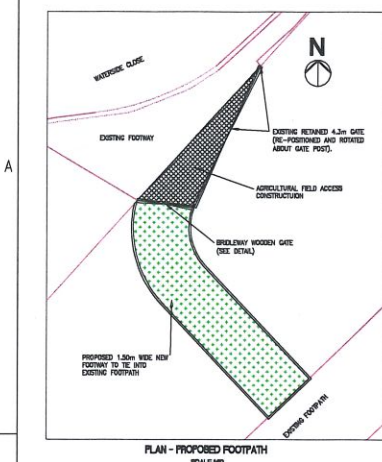 N
WATERSIDE CLOSE
EXISTING FOOTWAY
EXISTING RETAINED 4.2m GATE
(RE-POSITIONED AND ROTATED
ABOUT GATE POST).
A
AGRICULTURAL FIELD ACCESS
CONSTRUCTUION
BRIDLEWAY WOODEN GATE
(SEE DETAIL)
PROPOSED 1.50m WIDE NEW
FOOTWAY TO TIE INTO
EXISTING FOOTPATH
EXISTING FOOTPATH
PLAN - PROPOSED FOOTPATH